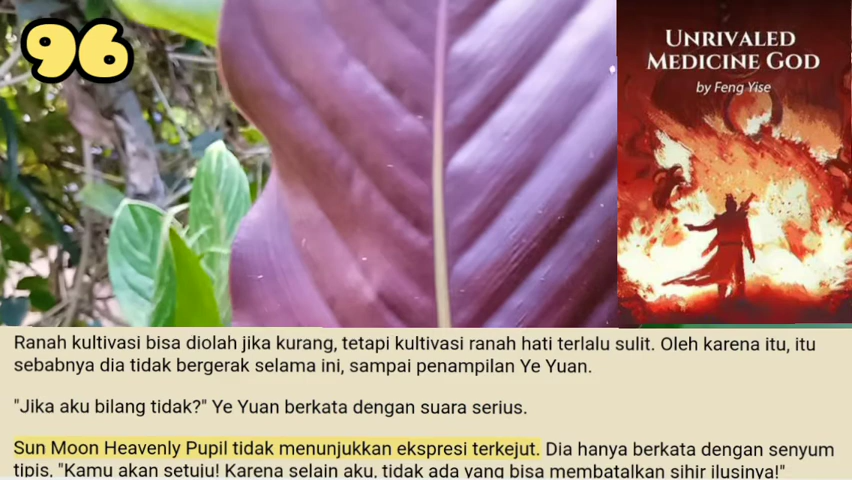 96
UNRIVALED
MEDICINE GOD
by Feng Yise
Ranah kultivasi bisa diolah jika kurang, tetapi kultivasi ranah hati terlalu sulit. Oleh karena itu, itu
sebabnya dia tidak bergerak selama ini, sampai penampilan Ye Yuan.
"Jika aku bilang tidak?" Ye Yuan berkata dengan suara serius.
Sun Moon Heavenly Pupil tidak menunjukkan ekspresi terkejut. Dia hanya berkata dengan senyum
tipis, "Kamu akan setuju! Karena selain aku, tidak ada yang bisa membatalkan sihir ilusinya!"